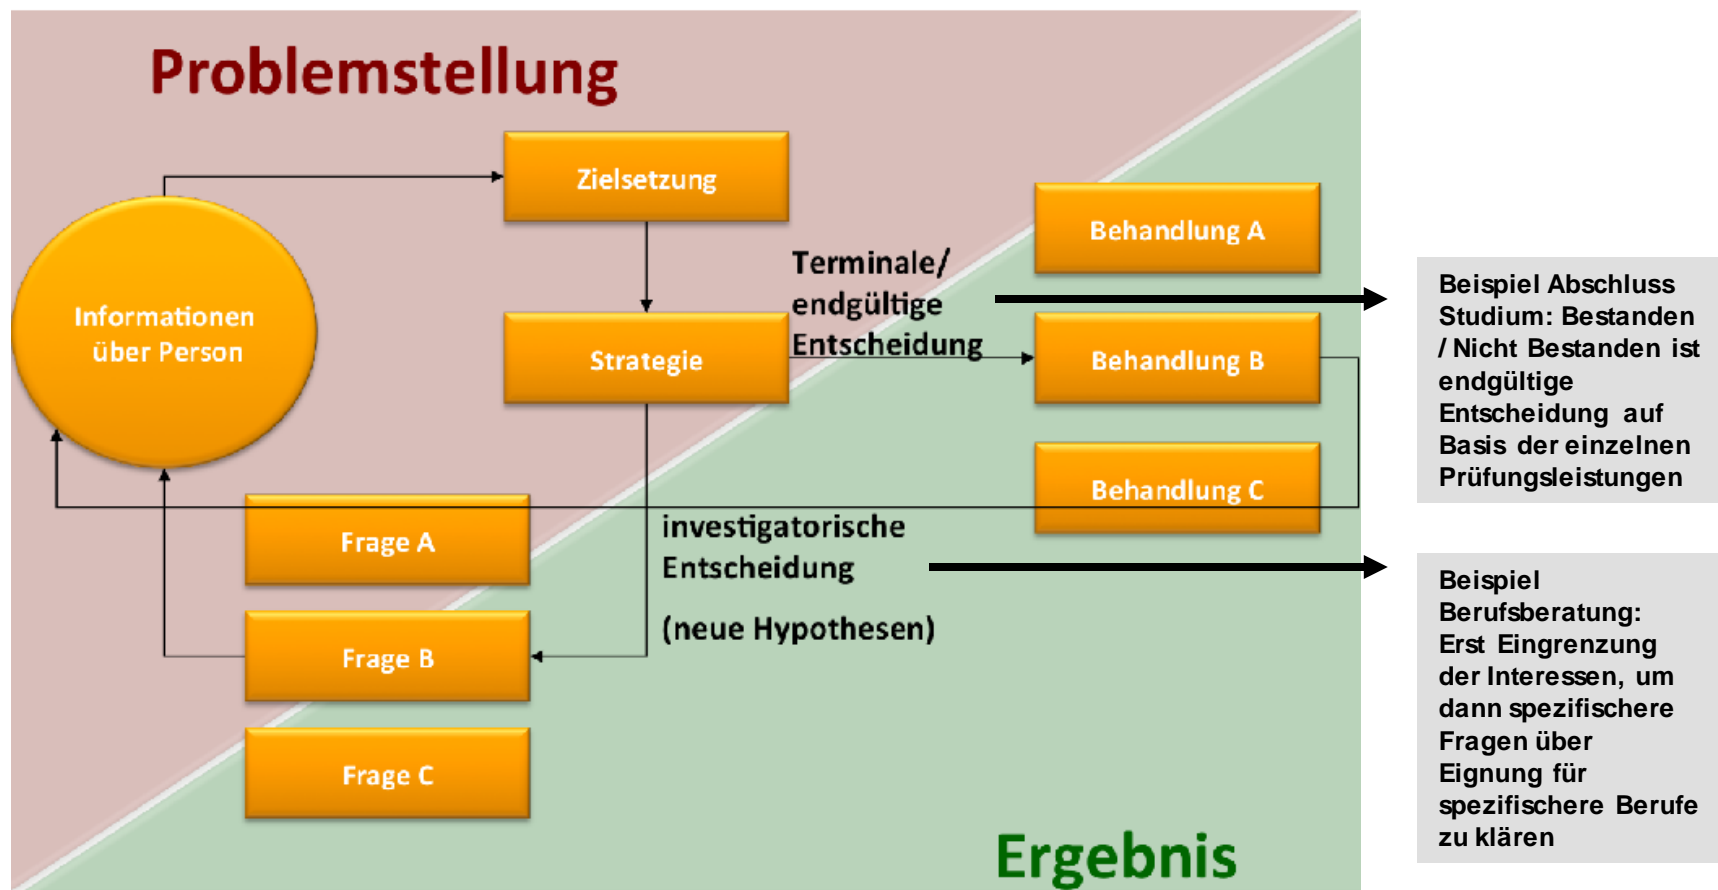 Problemstellung
Zielsetzung
Informationen
über Person
Strategie
Terminale/
endgültige
Entscheidung
Behandlung A
Behandlung B
Behandlung C
Beispiel Abschluss
Studium: Bestanden
/ Nicht Bestanden ist
endgültige
Entscheidung auf
Basis der einzelnen
Prüfungsleistungen
Frage A
Frage B
Frage C
investigatorische
Entscheidung
(neue Hypothesen)
Beispiel
Berufsberatung:
Erst Eingrenzung
der Interessen, um
dann spezifischere
Fragen über
Eignung für
spezifischere Berufe
zu klären
Ergebnis